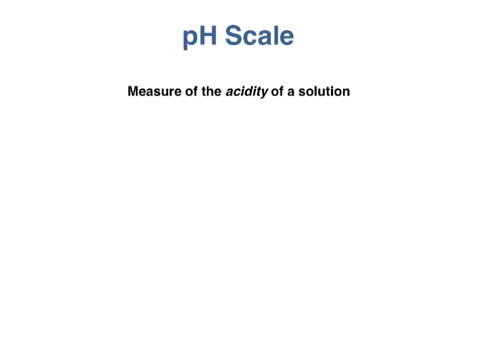 pH Scale
Measure of the acidity of a solution